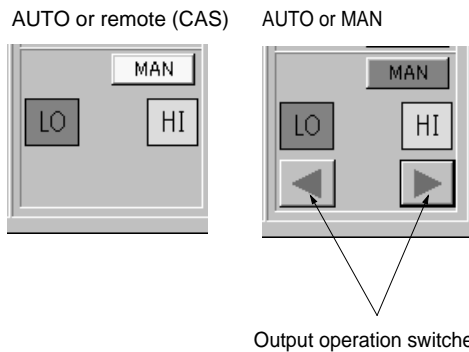 AUTO or remote (CAS)
AUTO or MAN
MAN
LO HI
MAN
LO HI
Output operation switche